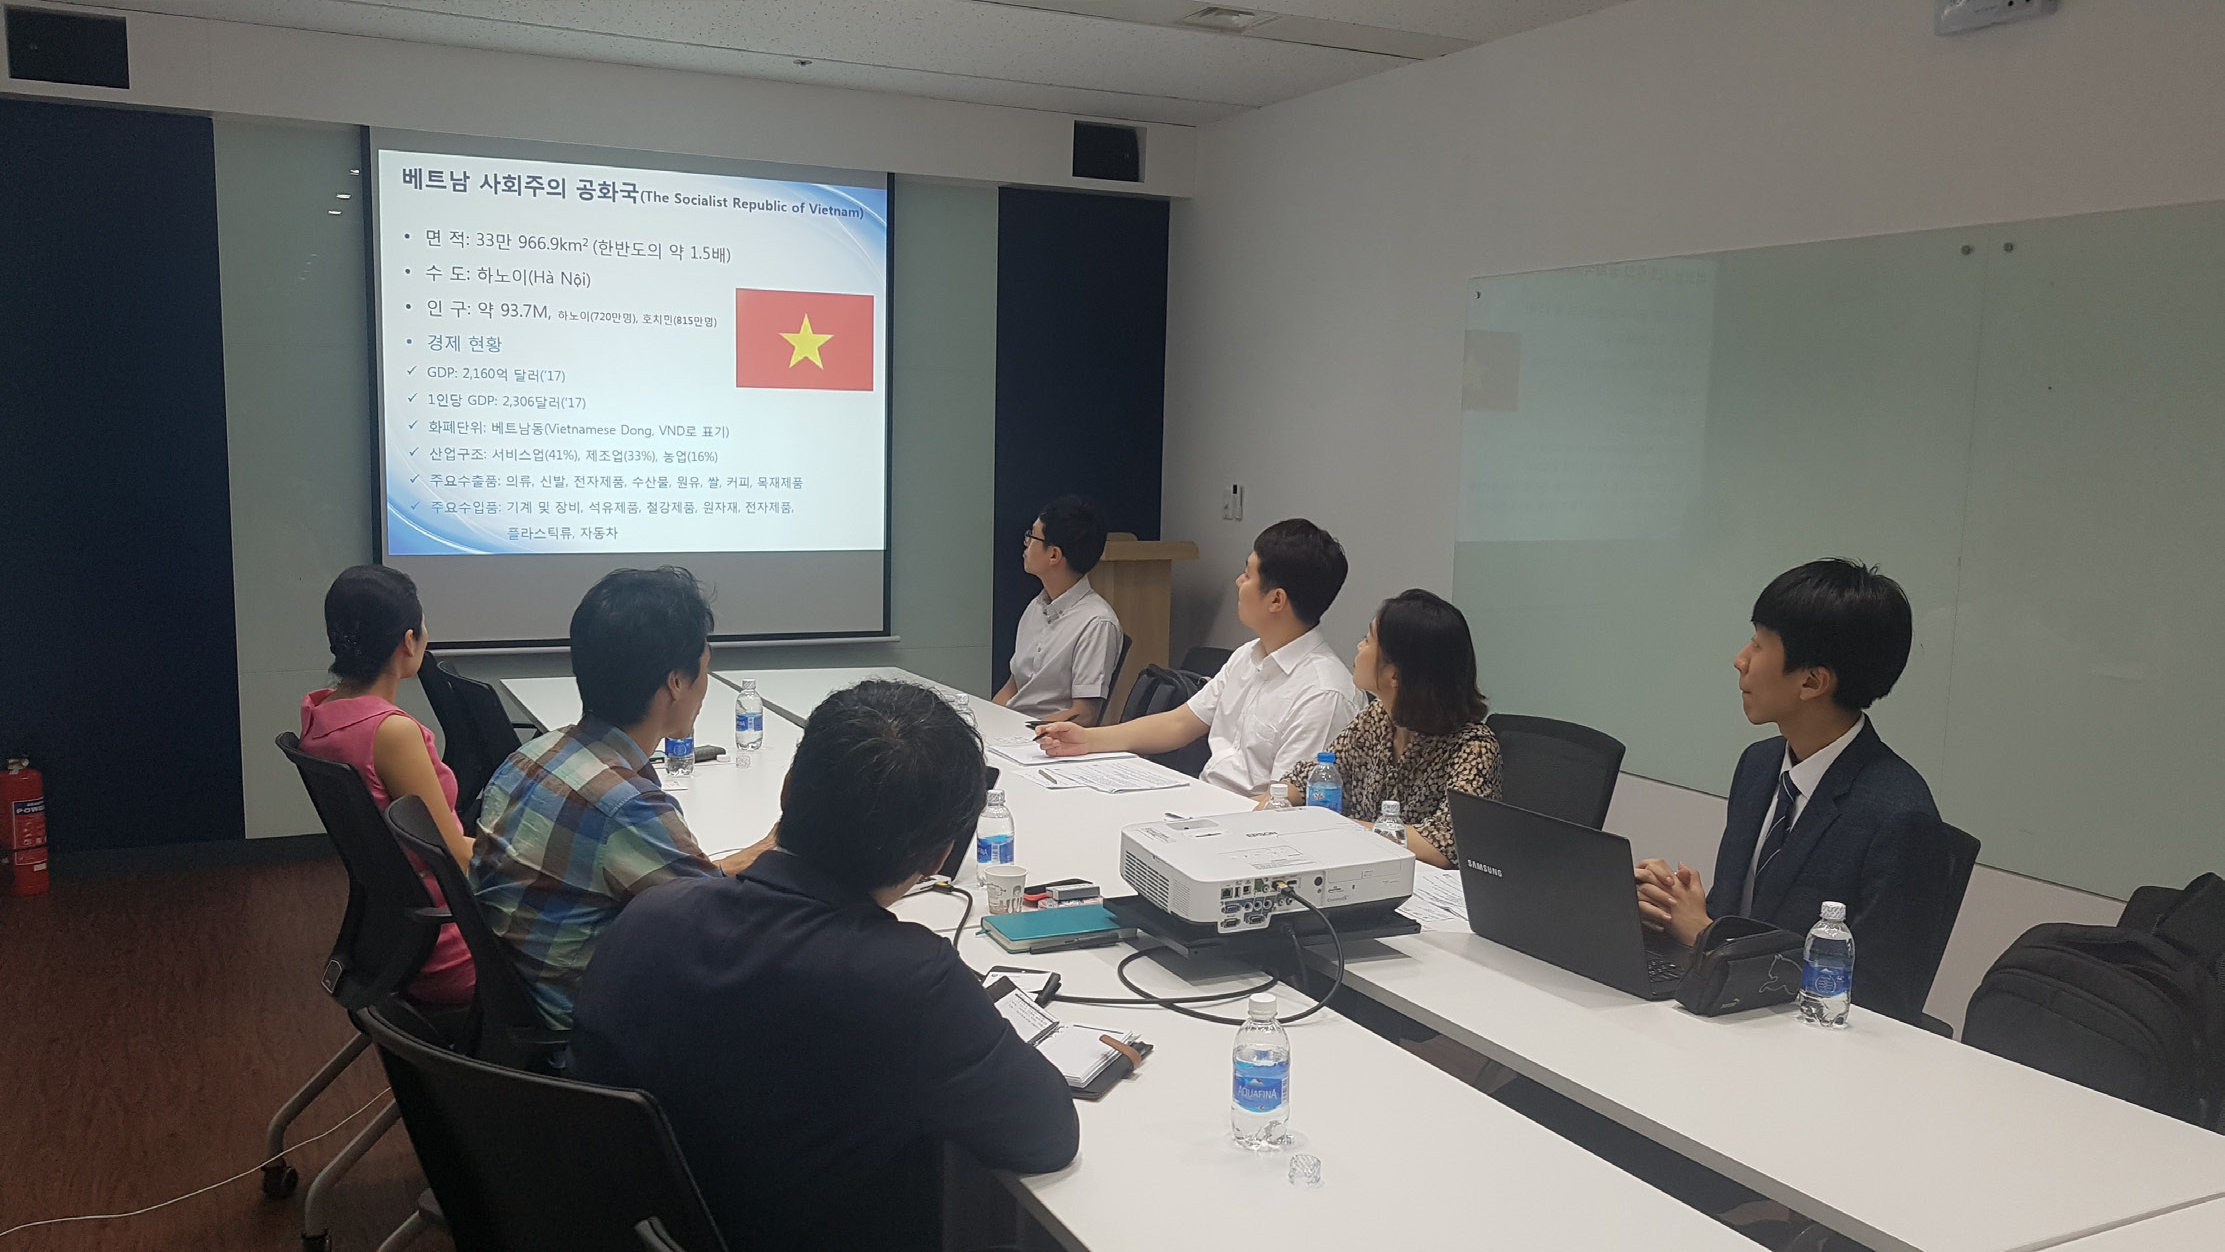 베트남 사회주의 공화국(The Socialist Republic of Vietnam)
• 면 적: 33만 966.9km² (한반도의 약 1.5배)
• 수 도: 하노이(Hà Nội)
• 인 구: 약 93.7M, 하노이(720만명), 호치민(815만명)
• 경제 현황
✓ GDP: 2,160억 달러('17)
✓ 1인당 GDP: 2,306달러('17)
✓ 화폐단위: 베트남동(Vietnamese Dong, VND로 표기)
✓ 산업구조: 서비스업(41%), 제조업(33%), 농업(16%)
✓ 주요수출품: 의류, 신발, 전자제품, 수산물, 원유, 쌀, 커피, 목재제품
✓ 주요수입품: 기계 및 장비, 석유제품, 철강제품, 원자재, 전자제품,
플라스틱류, 자동차
EPSON
SAMSUNG
AQUAFINA